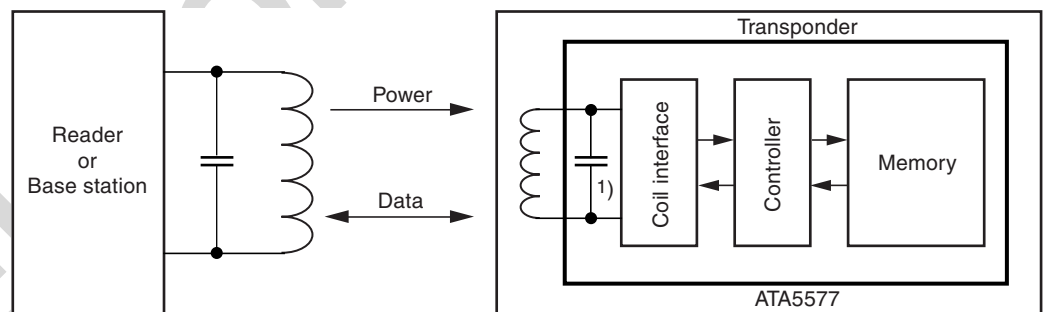 Reader
or
Base station
Power
Data
Transponder
1)
Coil interface
Controller
Memory
ATA5577